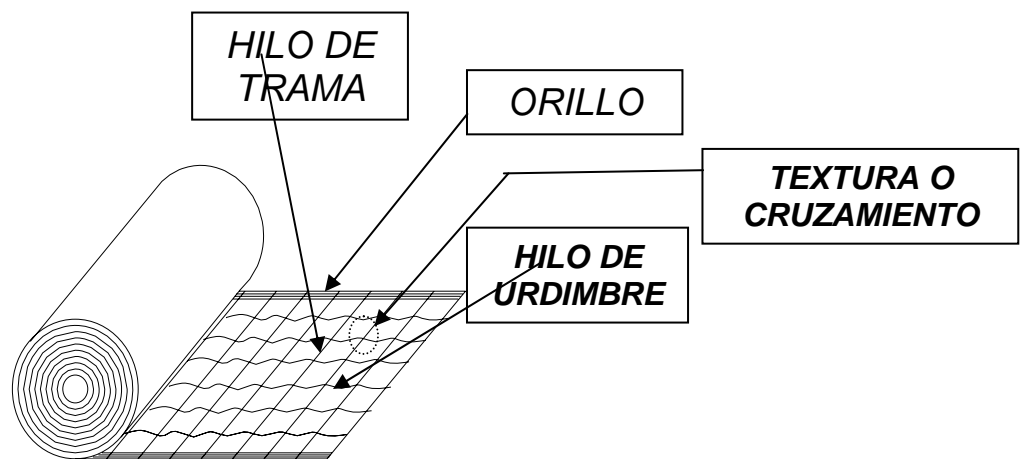 HILO DE
TRAMA
ORILLO
TEXTURA O
CRUZAMIENTO
HILO DE
URDIMBRE